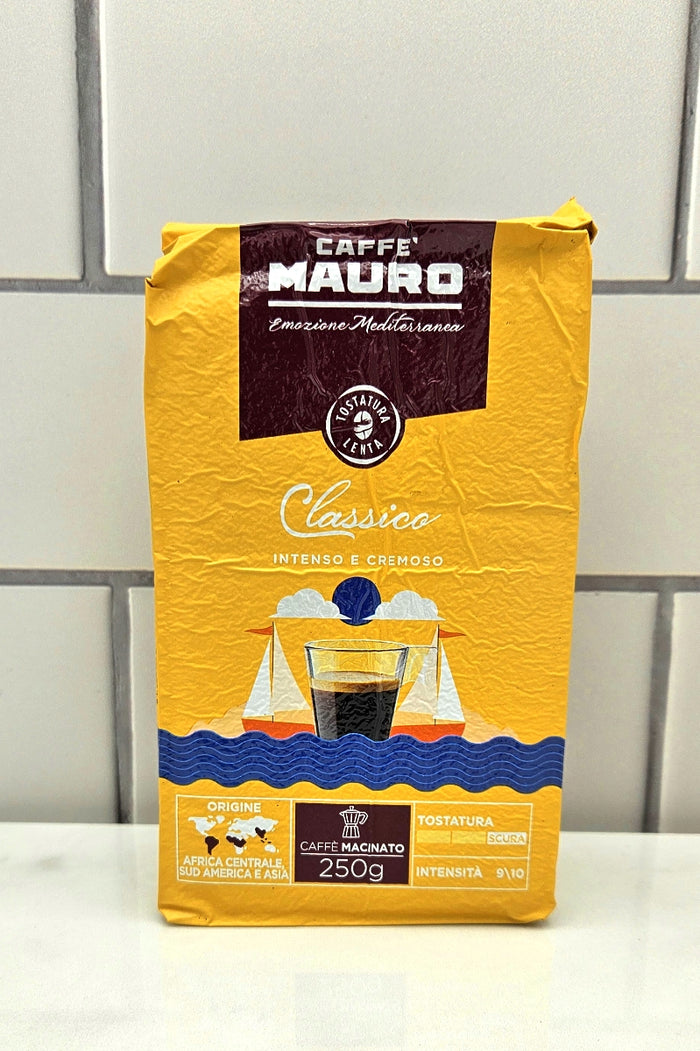 CAFFE'
MAURO
Emozione Mediterranea
TOSTATURA
LENTA
Classico
INTENSO E CREMOSO
ORIGINE
AFRICA CENTRALE,
SUD AMERICA E ASIA
CAFFÈ MACINATO
250g
TOSTATURA
SCURA
INTENSITÀ 9\10